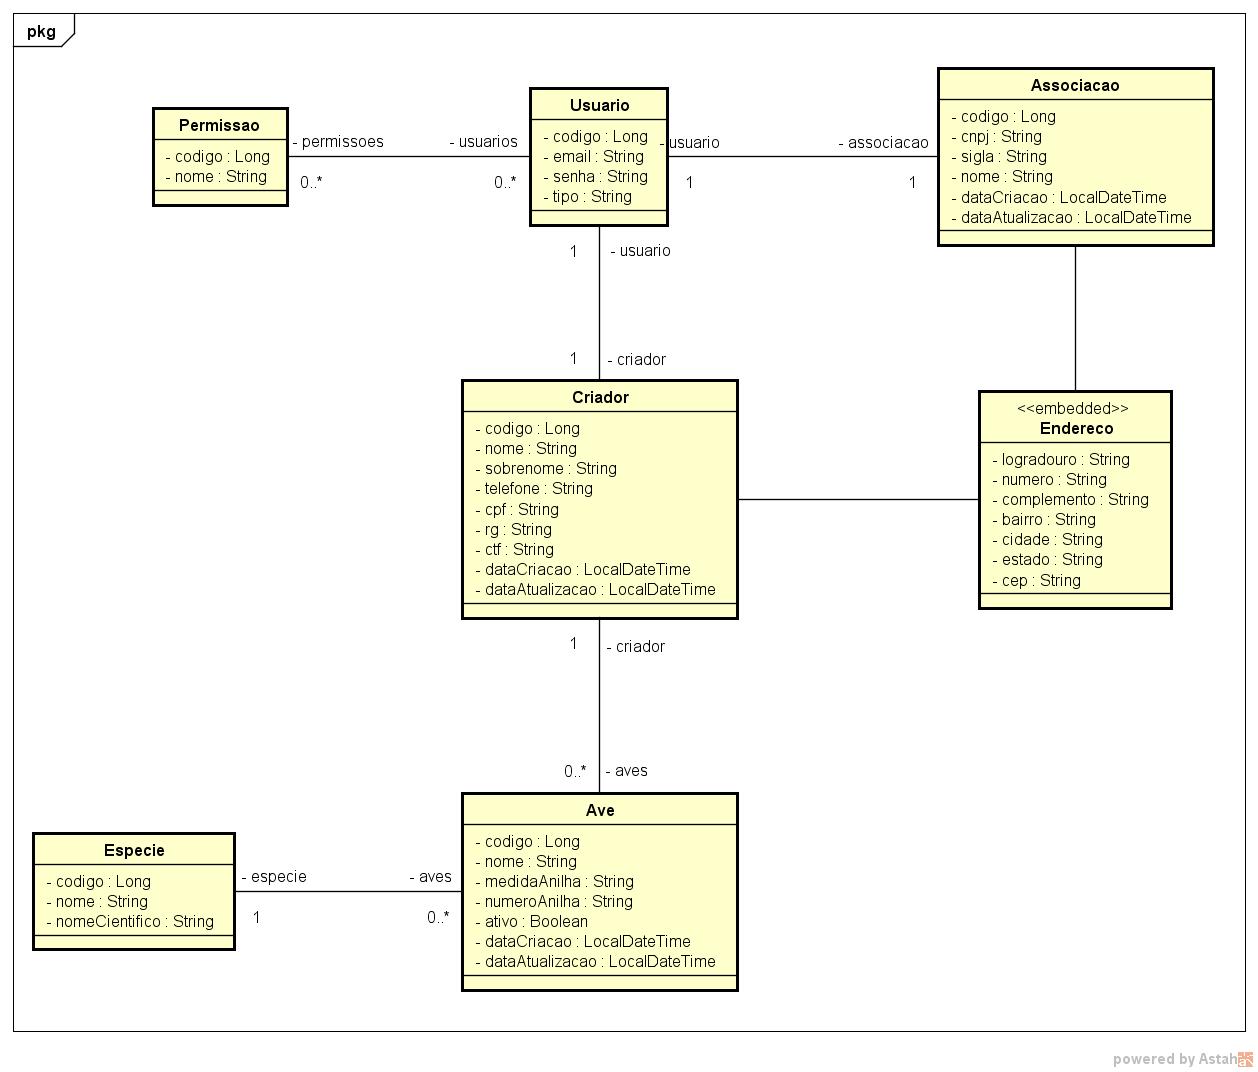 pkg
Permissao
- codigo : Long
- nome : String
- permissoes
0..*
- usuarios
0..*
Usuario
- codigo : Long
- email : String
- senha : String
- tipo : String
- usuario
1
- associacao
1
Associacao
- codigo : Long
- cnpj : String
- sigla : String
- nome : String
- dataCriacao : LocalDateTime
- dataAtualizacao : LocalDateTime
1
- usuario
1
- criador
Criador
- codigo : Long
- nome : String
- sobrenome : String
- telefone : String
- cpf : String
- rg : String
- ctf : String
- dataCriacao : LocalDateTime
- dataAtualizacao : LocalDateTime
<<embedded>>
Endereco
- logradouro : String
- numero : String
- complemento : String
- bairro : String
- cidade : String
- estado : String
- cep : String
1
- criador
0..*
- aves
Especie
- codigo : Long
- nome : String
- nomeCientifico : String
- especie
1
- aves
0..*
Ave
- codigo : Long
- nome : String
- medidaAnilha : String
- numeroAnilha : String
- ativo : Boolean
- dataCriacao : LocalDateTime
- dataAtualizacao : LocalDateTime
powered by Astah